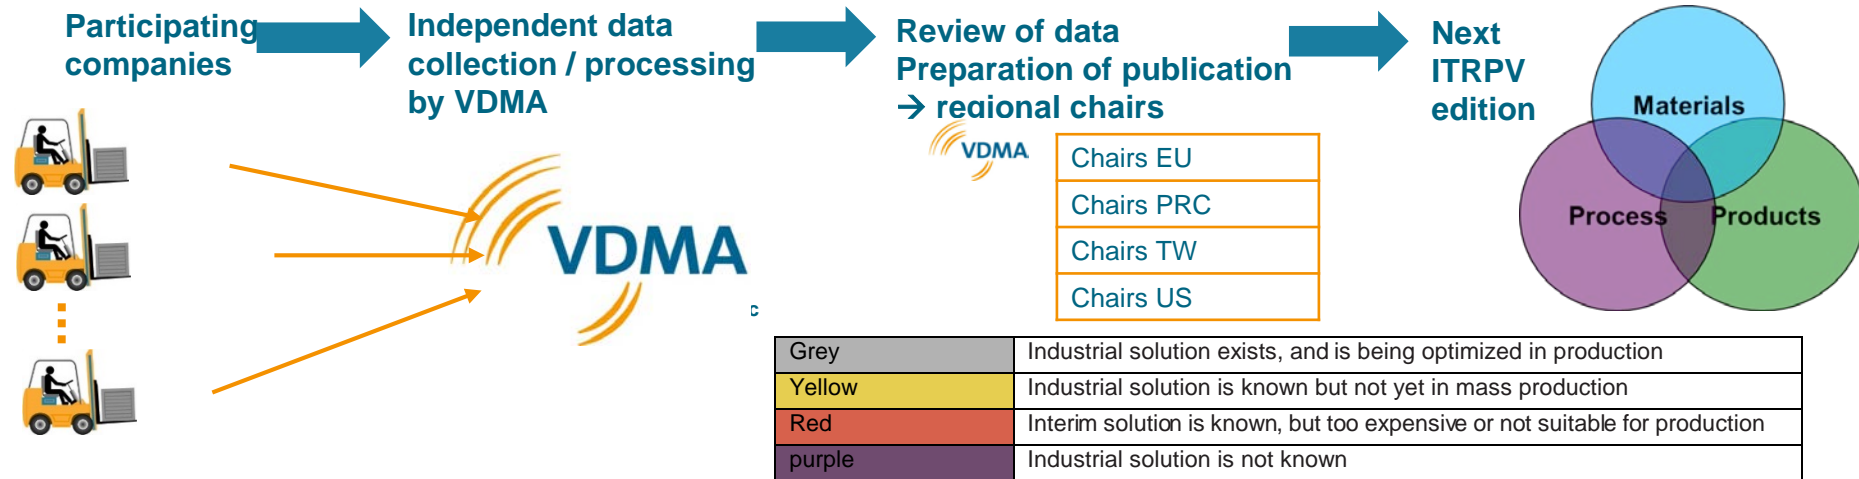 Participating
companies
Independent data
collection / processing
by VDMA
Review of data
Preparation of publication
→ regional chairs
Next
ITRPV
edition
VDMA
c
VDMA
Chairs EU
Chairs PRC
Chairs TW
Chairs US
Materials
Process
Products
Grey Industrial solution exists, and is being optimized in production
Yellow Industrial solution is known but not yet in mass production
Red Interim solution is known, but too expensive or not suitable for production
purple Industrial solution is not known